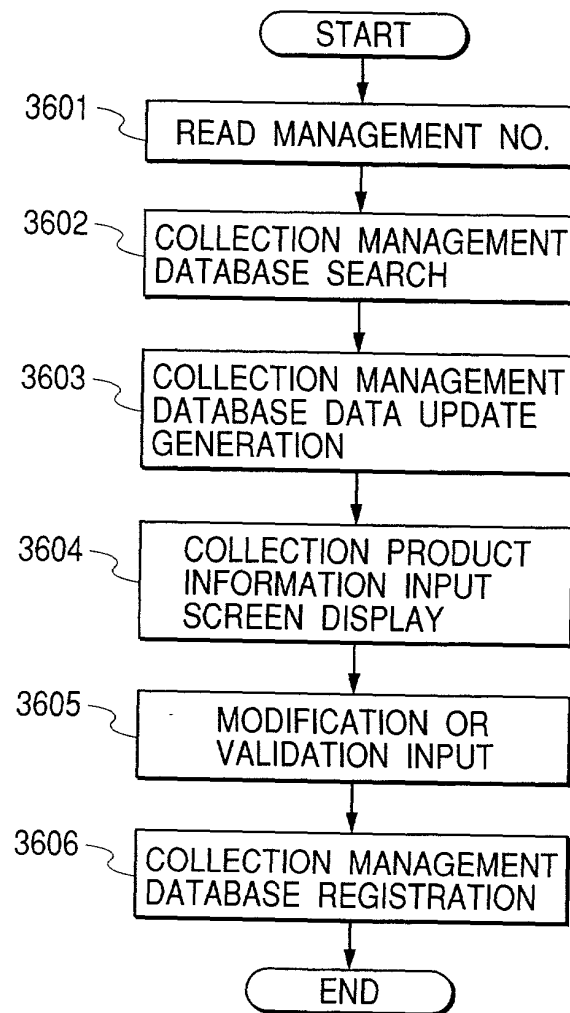 START
3601
READ MANAGEMENT NO.
3602
COLLECTION MANAGEMENT
DATABASE SEARCH
3603
COLLECTION MANAGEMENT
DATABASE DATA UPDATE
GENERATION
3604
COLLECTION PRODUCT
INFORMATION INPUT
SCREEN DISPLAY
3605
MODIFICATION OR
VALIDATION INPUT
3606
COLLECTION MANAGEMENT
DATABASE REGISTRATION
END